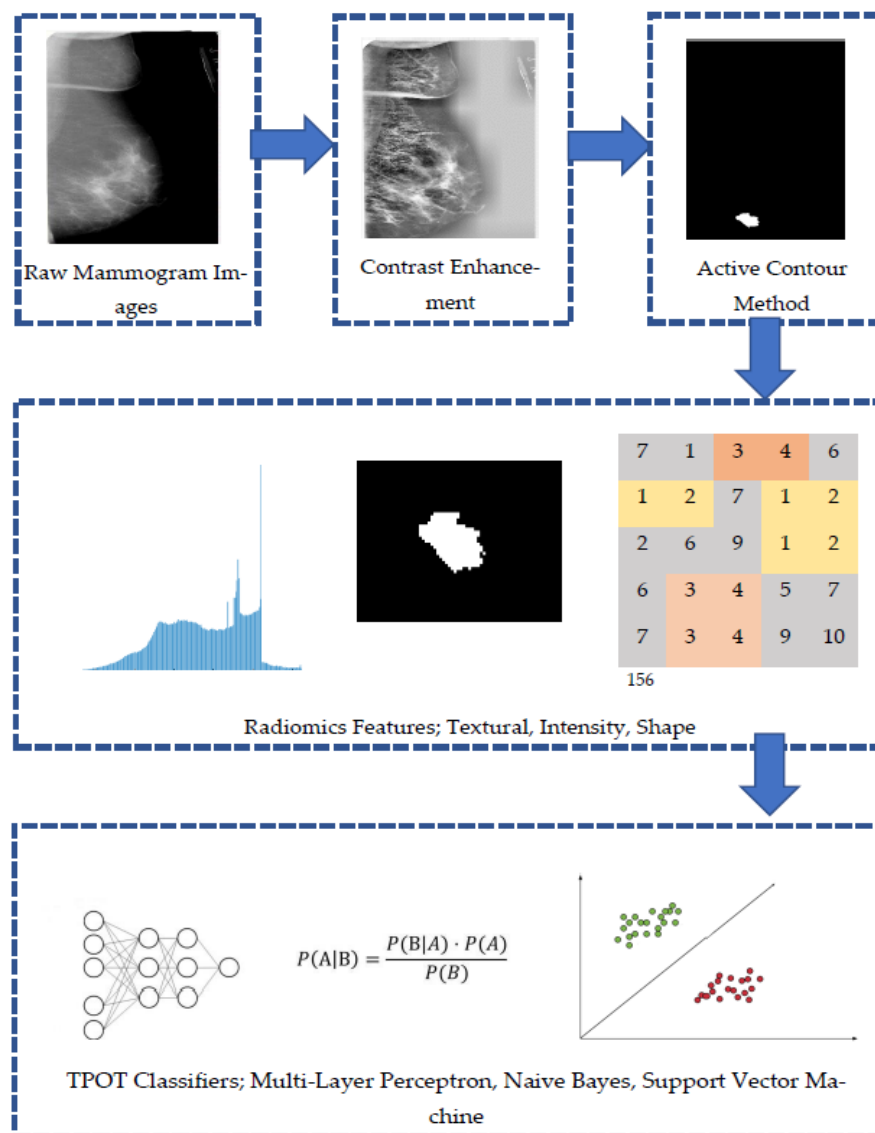 Raw Mammogram Im-
ages
Contrast Enhance-
ment
Active Contour
Method
7 1 3 4 6
1 2 7 1 2
2 6 9 1 2
6 3 4 5 7
7 3 4 9 10
156
Radiomics Features; Textural, Intensity, Shape
P(A|B) = P(B|A) · P(A) / P(B)
TPOT Classifiers; Multi-Layer Perceptron, Naive Bayes, Support Vector Ma-
chine